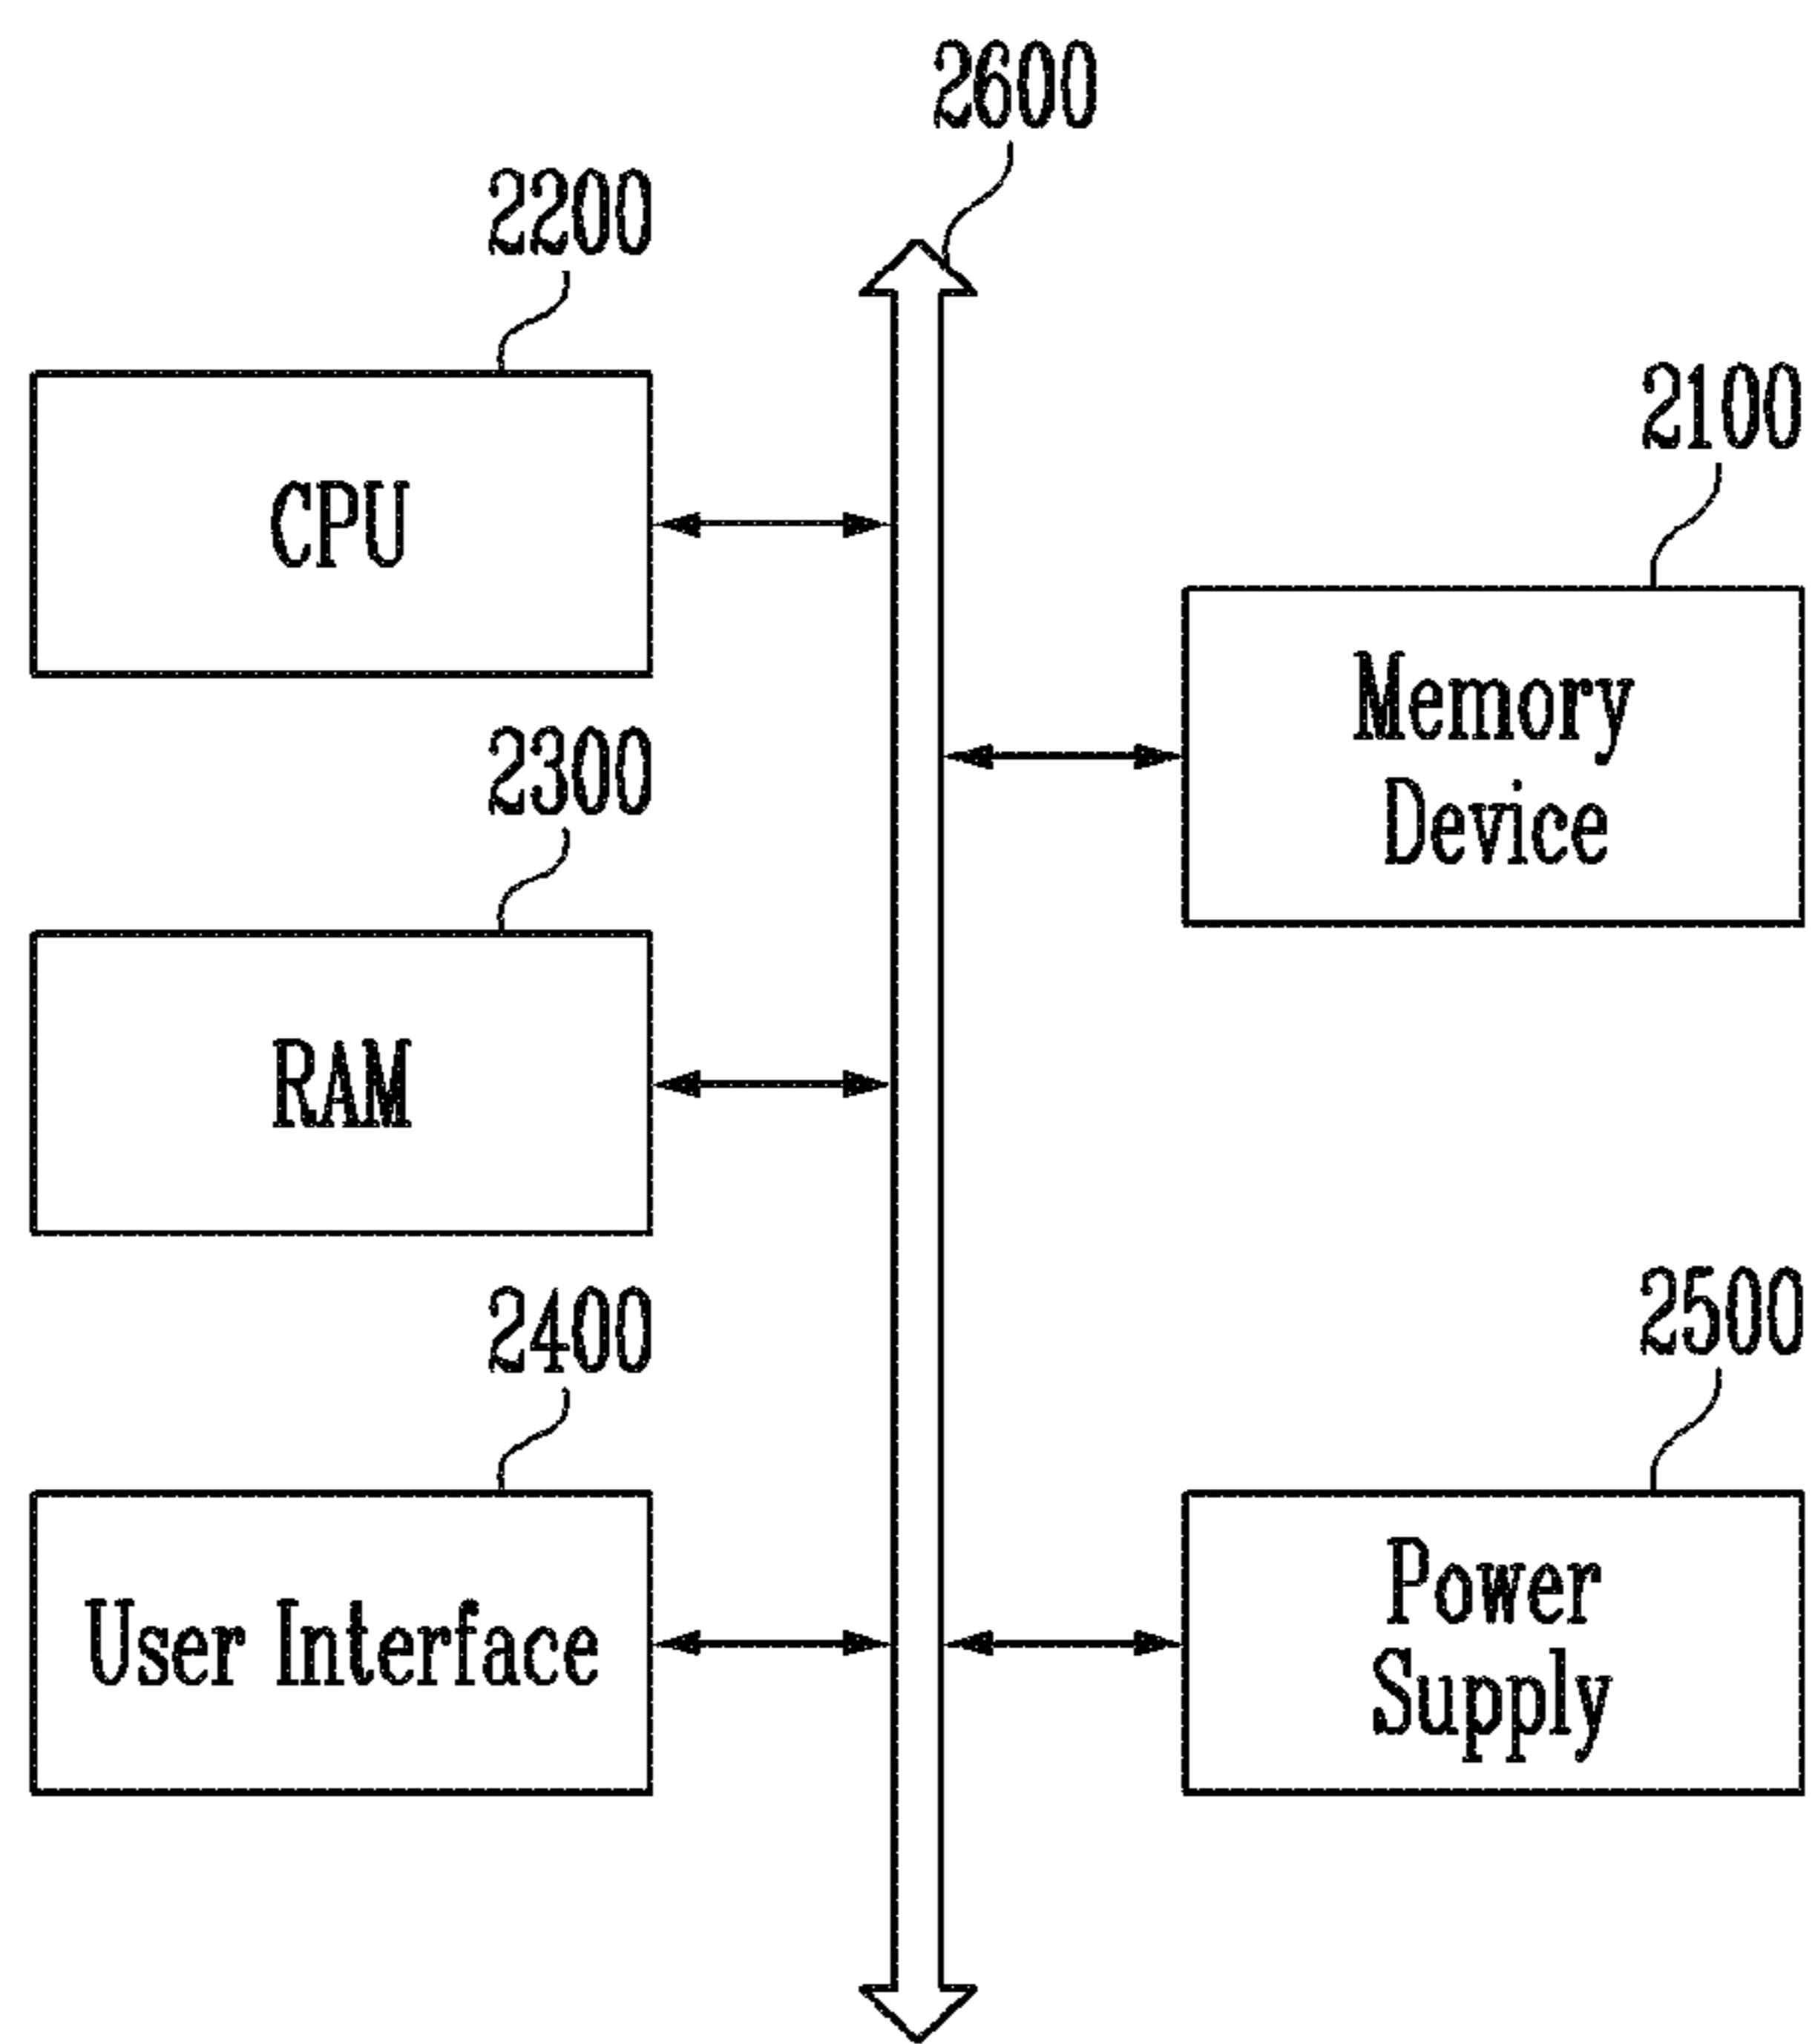 2600
2200
CPU
2100
Memory
Device
2300
RAM
2400
User Interface
2500
Power
Supply